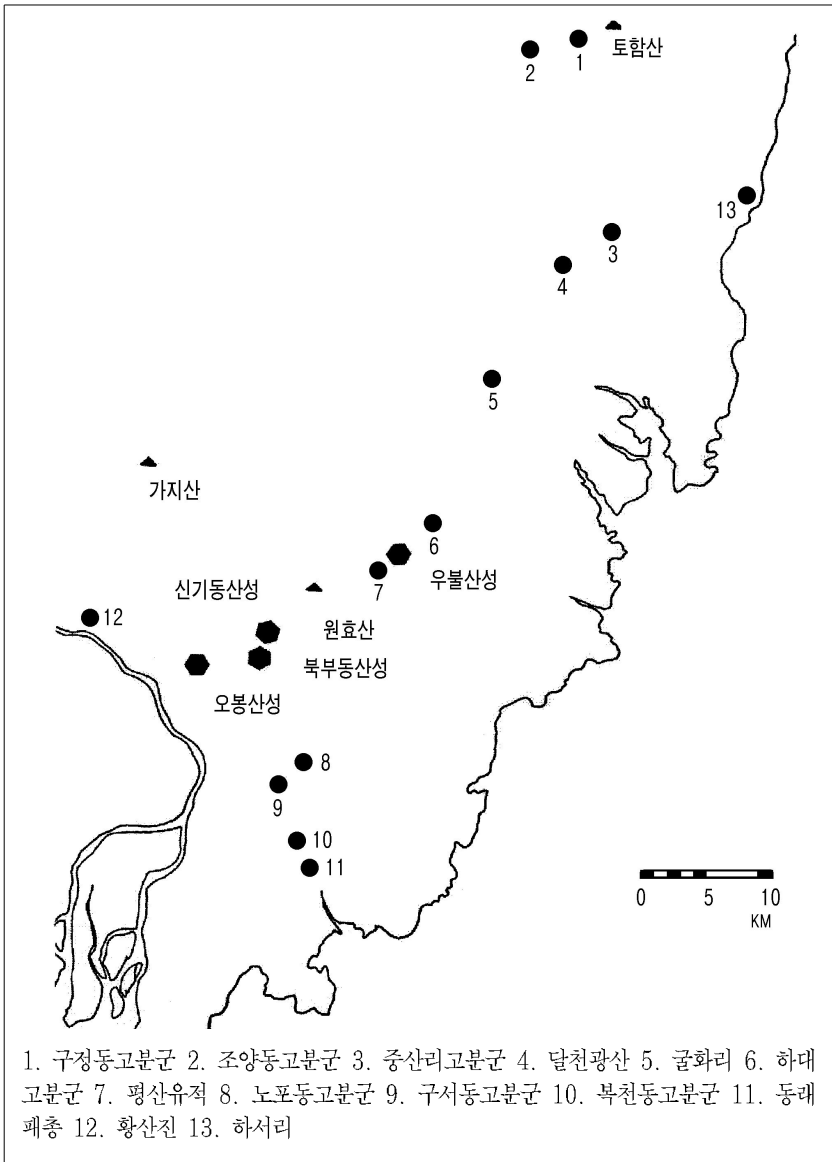 토함산
1
2
13
3
4
5
가지산
6
우불산성
7
신기동산성
12
원효산
북부동산성
오봉산성
8
9
10
11
0 5 10
KM
1. 구정동고분군 2. 조양동고분군 3. 중산리고분군 4. 달천광산 5. 굴화리 6. 하대
고분군 7. 평산유적 8. 노포동고분군 9. 구서동고분군 10. 복천동고분군 11. 동래
패총 12. 황산진 13. 하서리